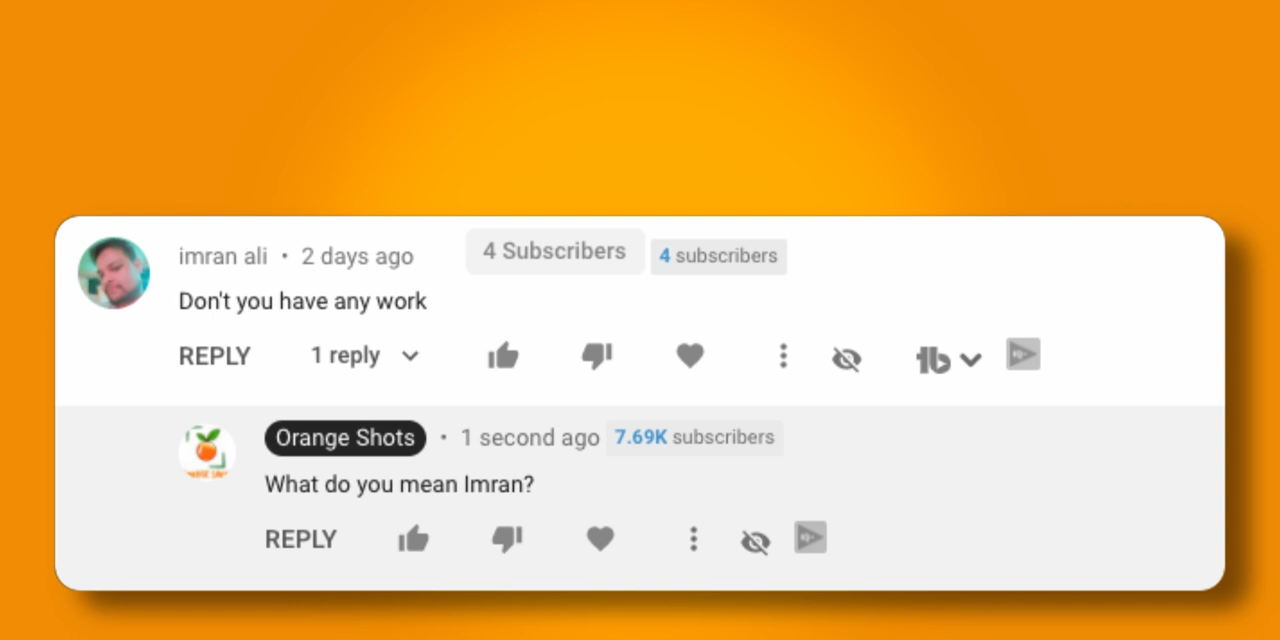 imran ali • 2 days ago 4 Subscribers 4 subscribers
Don't you have any work
REPLY 1 reply
Orange Shots • 1 second ago 7.69K subscribers
What do you mean Imran?
REPLY